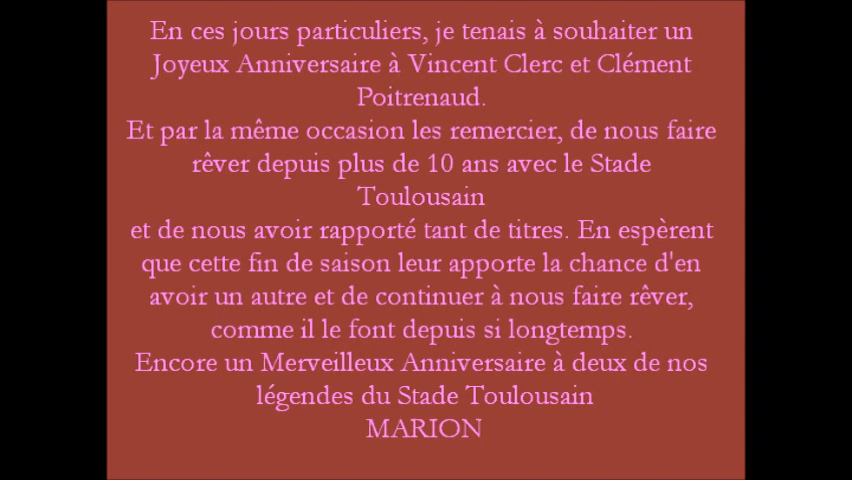 En ces jours particuliers, je tenais à souhaiter un
Joyeux Anniversaire à Vincent Clerc et Clément
Poitrenaud.
Et par la même occasion les remercier, de nous faire
rêver depuis plus de 10 ans avec le Stade
Toulousain
et de nous avoir rapporté tant de titres. En espèrent
que cette fin de saison leur apporte la chance d'en
avoir un autre et de continuer à nous faire rêver,
comme il le font depuis si longtemps.
Encore un Merveilleux Anniversaire à deux de nos
légendes du Stade Toulousain
MARION